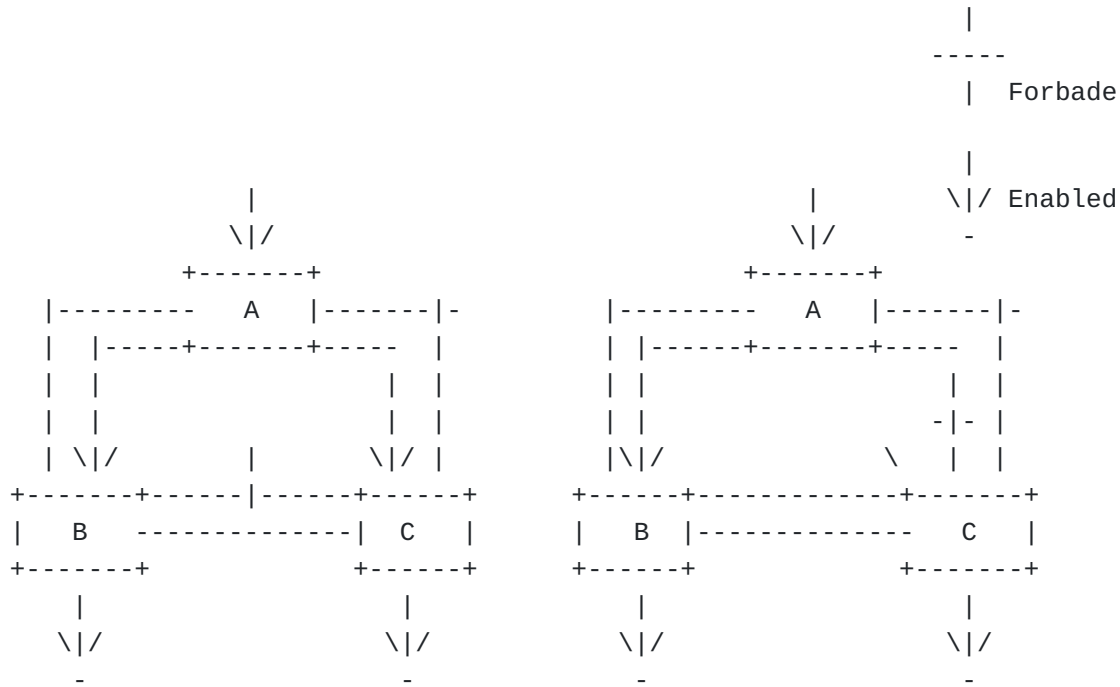 |
                                                            -----
                                                              |  Forbade

                                                              |
               |                                   |         \|/ Enabled
              \|/                                 \|/         -
           +-------+                           +-------+
  |---------   A   |-------|-         |---------   A   |-------|-
  |  |-----+-------+-----  |          | |------+-------+-----  |
  |  |                  |  |          | |                   |  |
  |  |                  |  |          | |                  -|- |
  | \|/        |       \|/ |          |\|/              \   |  |
+-------+------|------+------+      +------+-------------+-------+
|   B   --------------|  C   |      |   B  |--------------   C   |
+-------+             +------+      +------+             +-------+
    |                    |              |                    |
   \|/                  \|/            \|/                  \|/
    -                    -              -                    -